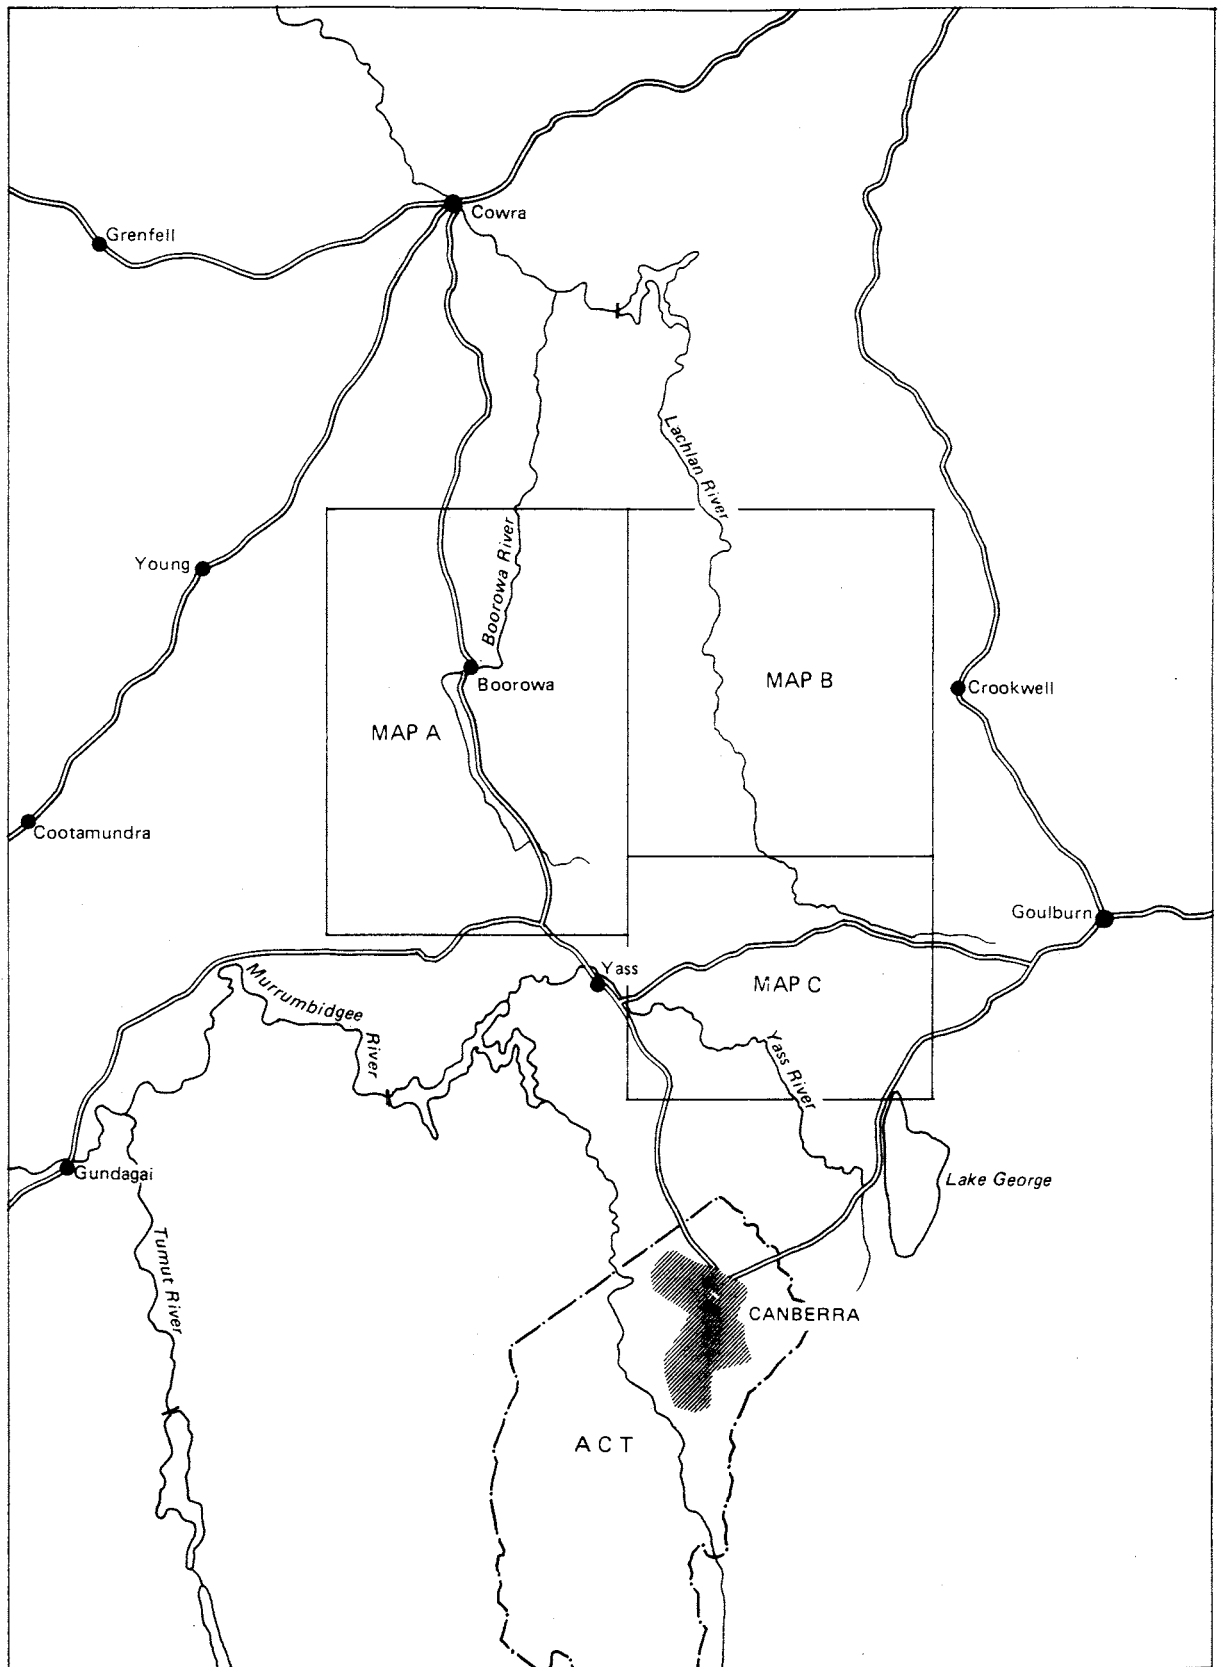 Cowra
Grenfell
Lachlan River
Boorowa River
Young
Boorowa
MAP B
Crookwell
MAP A
Cootamundra
Goulburn
Yass
MAP C
Murrumbidgee
River
Yass River
Gundagai
Lake George
Tumut River
CANBERRA
ACT